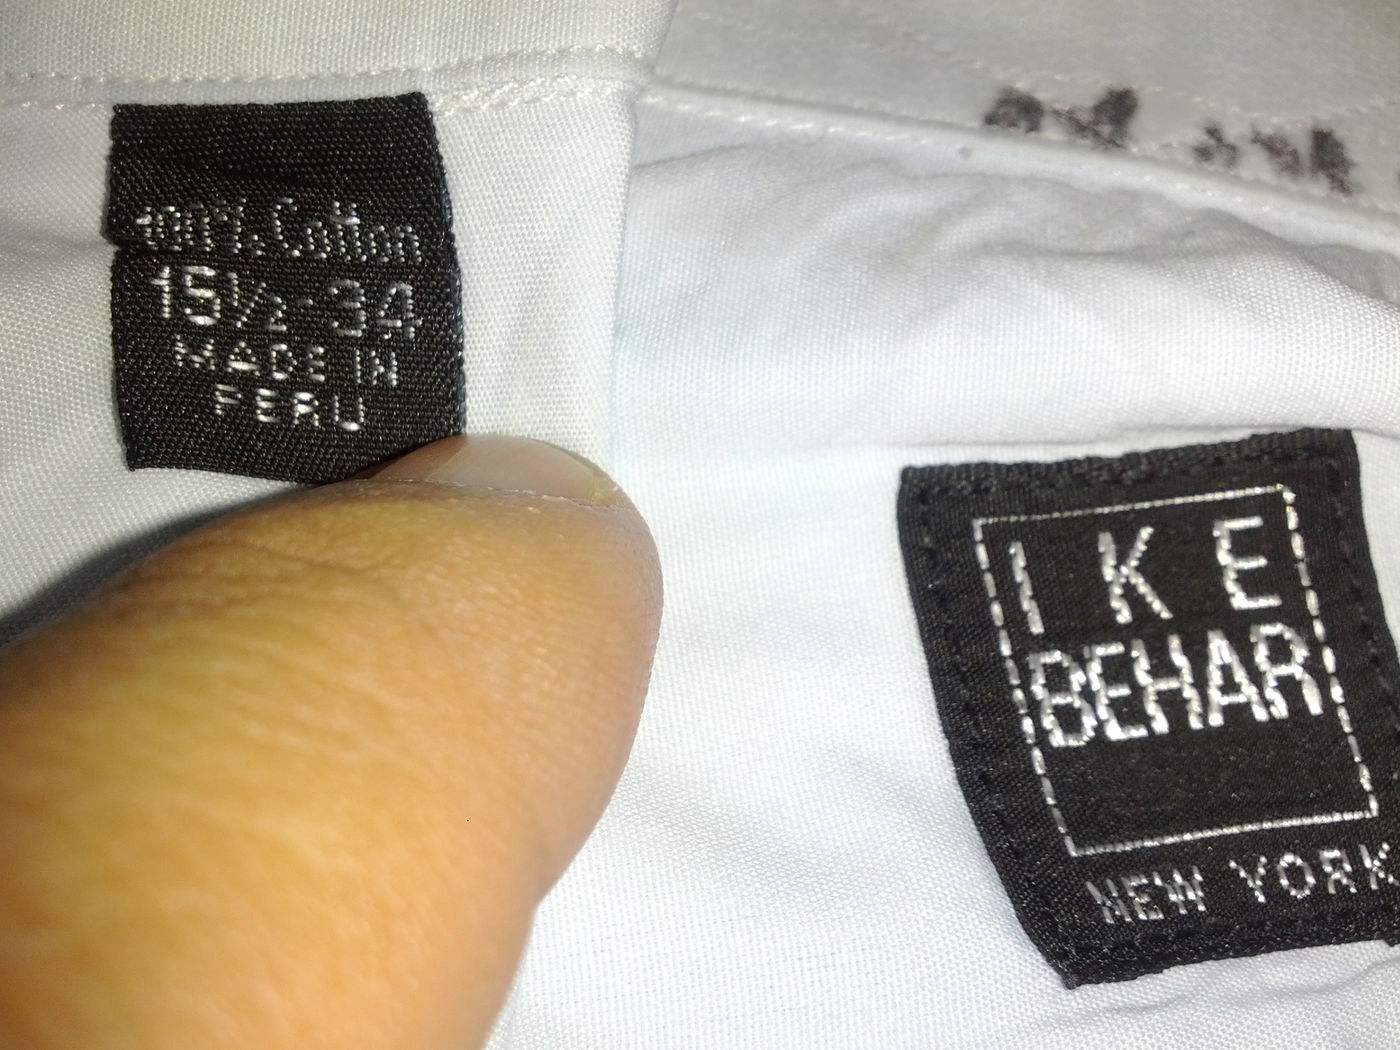 100% Cotton
15½-34
MADE IN
PERU
IKE
BEHAR
NEW YORK